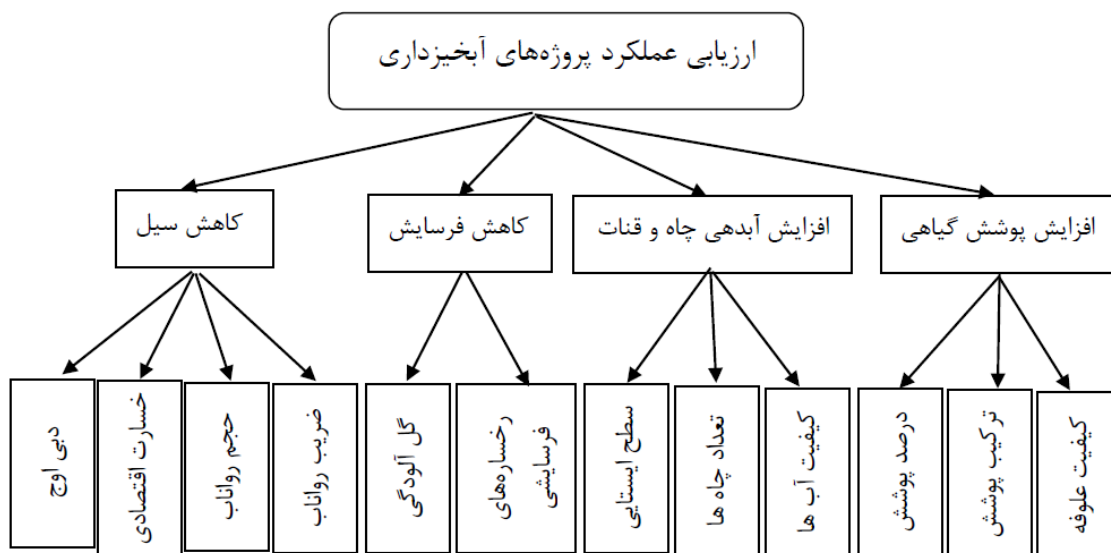 ارزیابی عملکرد پروژه‌های آبخیزداری
افزایش پوشش گیاهی
افزایش آبدهی چاه و قنات
کاهش فرسایش
کاهش سیل
کیفیت علوفه
ترکیب پوشش
درصد پوشش
کیفیت آب ها
تعداد چاه ها
سطح ایستایی
رخساره‌های
فرسایشی
گل آلودگی
ضریب رواناب
حجم رواناب
خسارت اقتصادی
دبی اوج